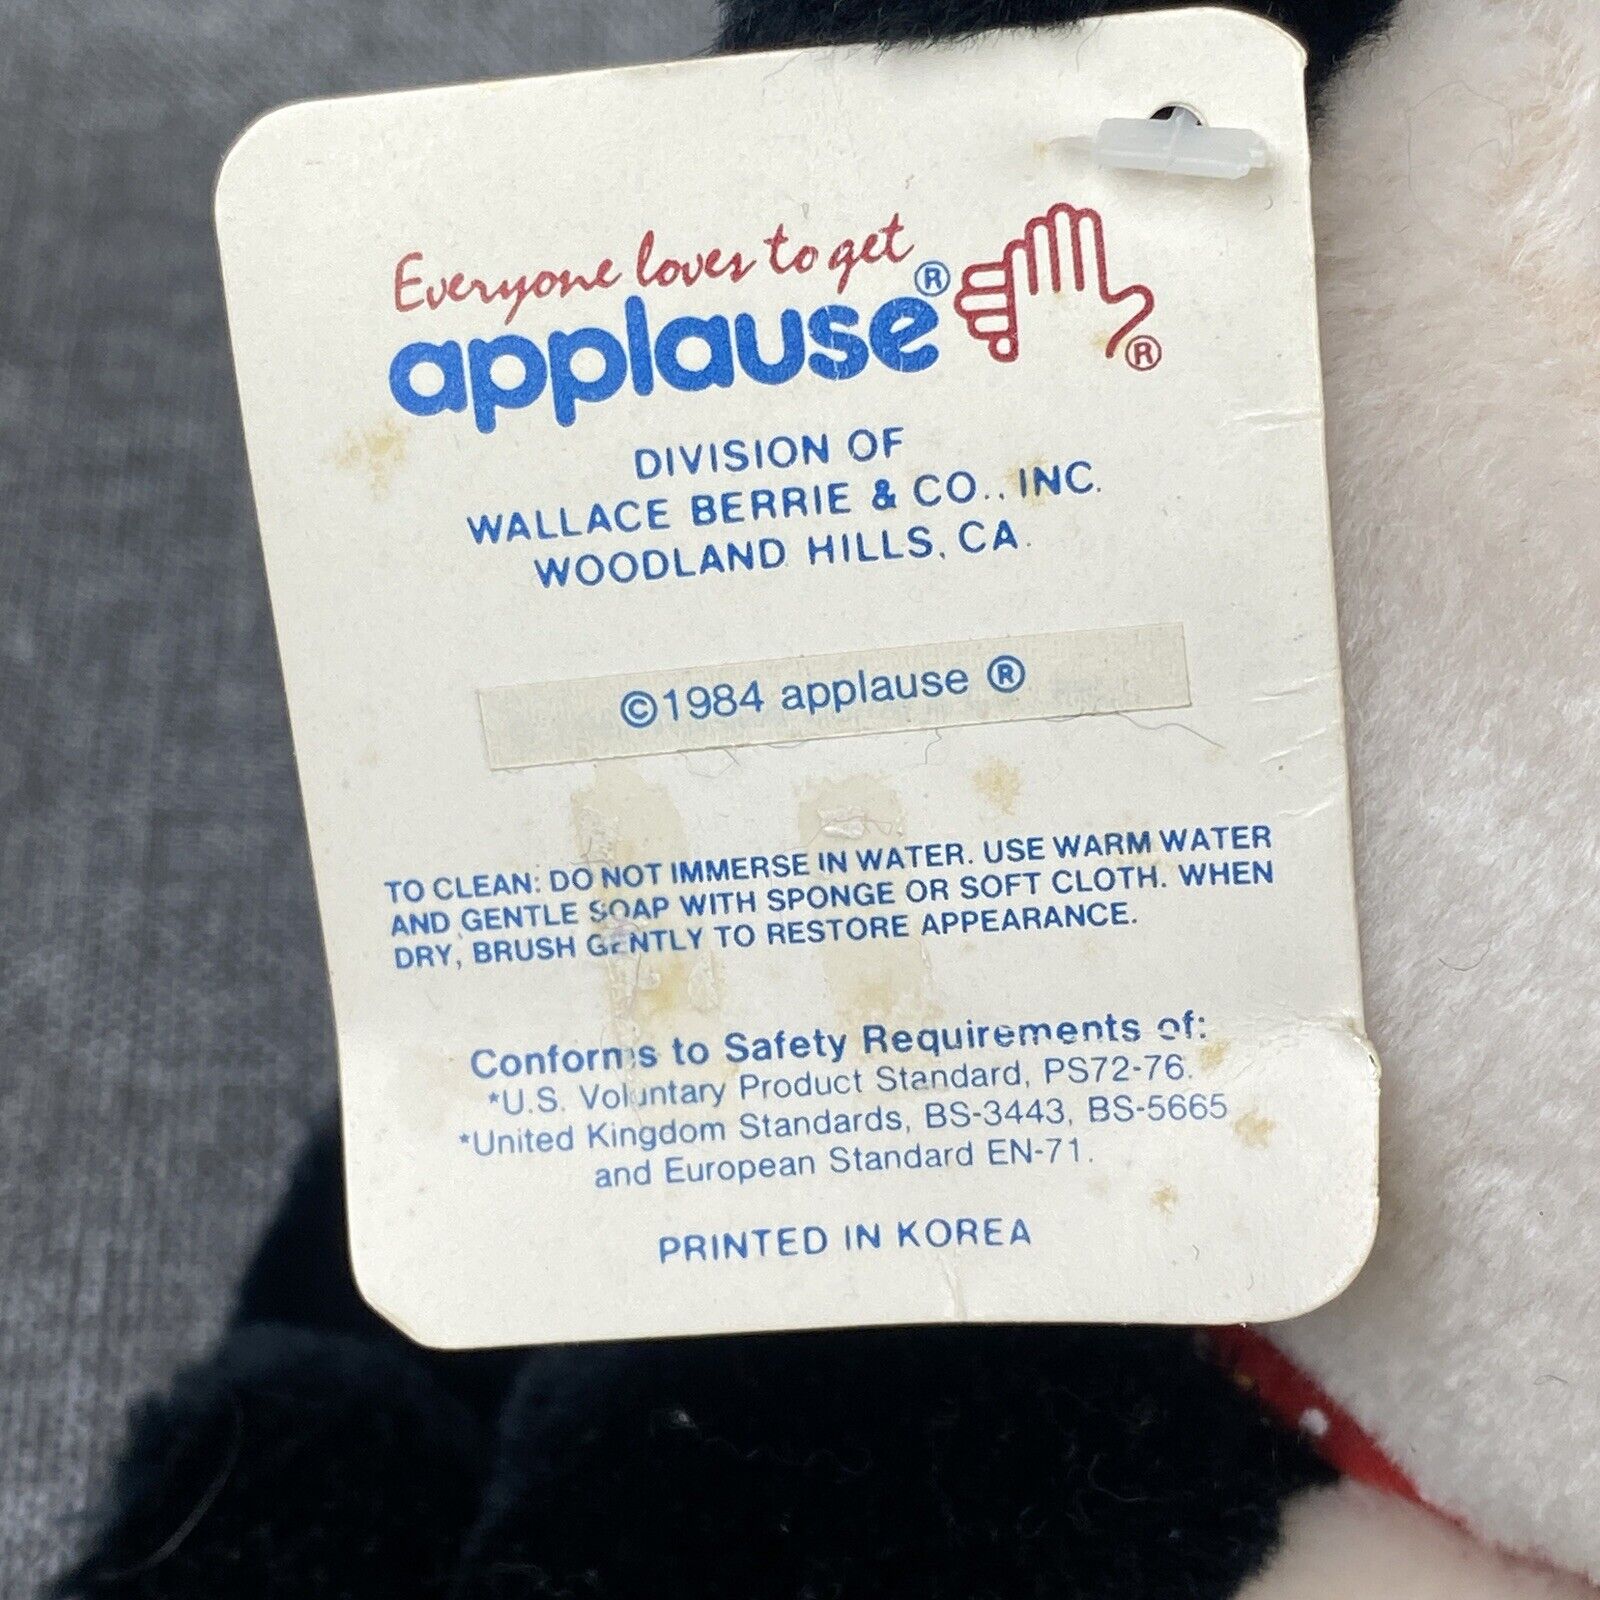 Everyone loves to get
applause® ®
DIVISION OF
WALLACE BERRIE & CO., INC.
WOODLAND HILLS, CA.
©1984 applause ®
TO CLEAN: DO NOT IMMERSE IN WATER. USE WARM WATER
AND GENTLE SOAP WITH SPONGE OR SOFT CLOTH. WHEN
DRY, BRUSH GENTLY TO RESTORE APPEARANCE.
Conforms to Safety Requirements of:
*U.S. Voluntary Product Standard, PS72-76.
*United Kingdom Standards, BS-3443, BS-5665
and European Standard EN-71.
PRINTED IN KOREA